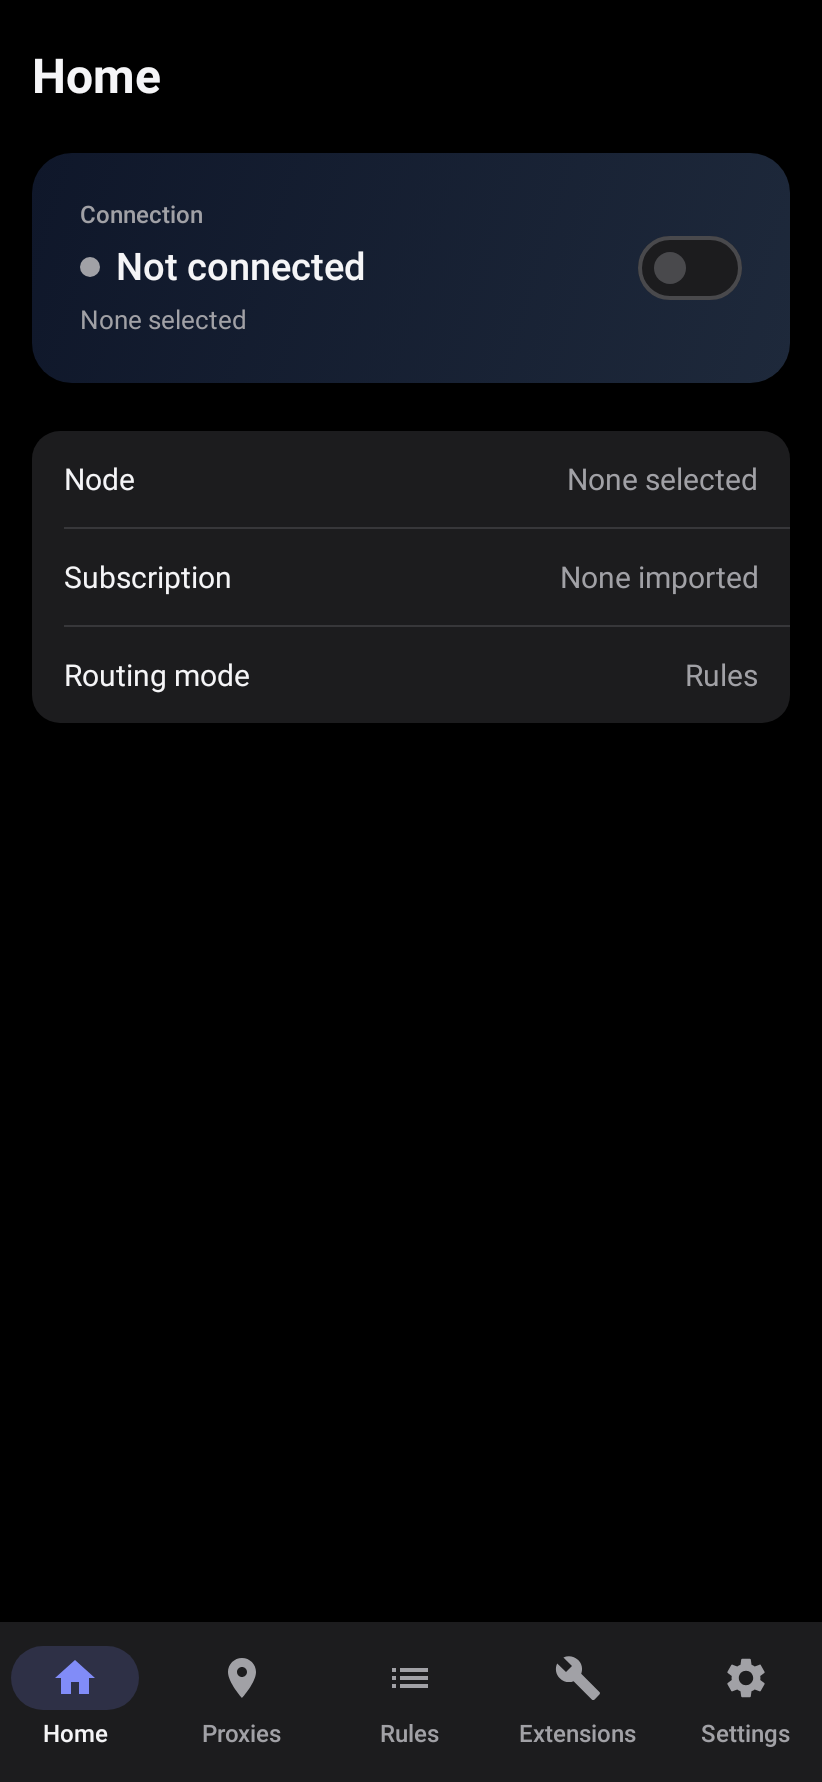 Home
Connection
Not connected
None selected
Node None selected
Subscription None imported
Routing mode Rules
Home Proxies Rules Extensions Settings